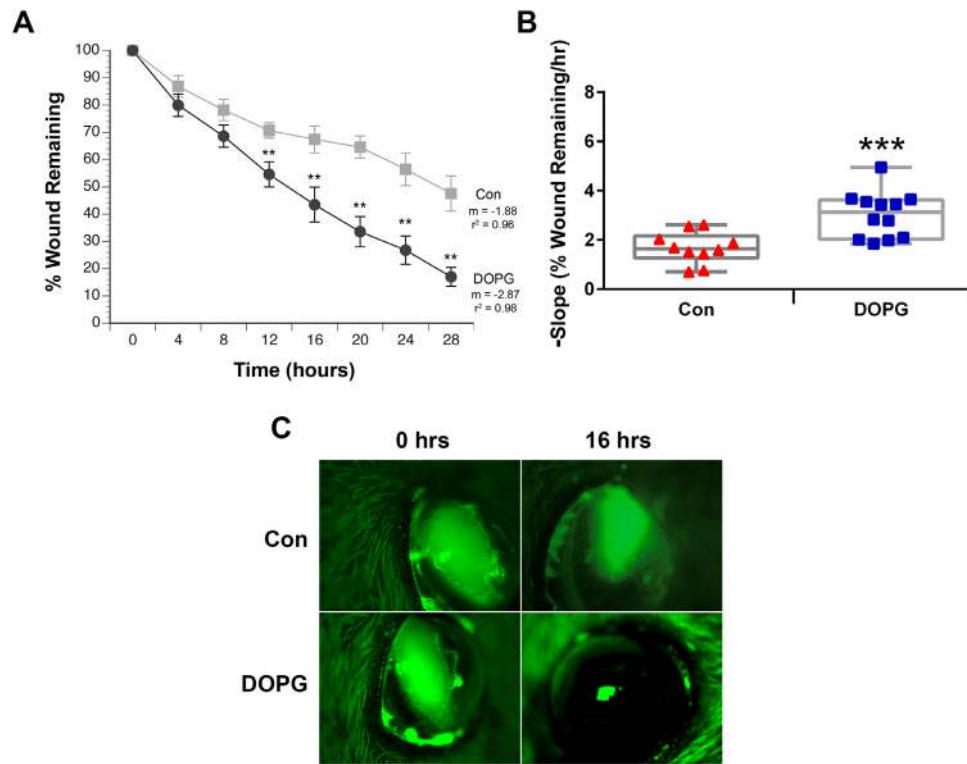 A
100
90
80
70
60
50
40
30
20
10
0
% Wound Remaining
**
**
**
**
**
Con
m = -1.88
r² = 0.96
DOPG
m = -2.87
r² = 0.98
0 4 8 12 16 20 24 28
Time (hours)
B
8
6
4
2
0
-Slope (% Wound Remaining/hr)
***
Con DOPG
C
0 hrs 16 hrs
Con
DOPG